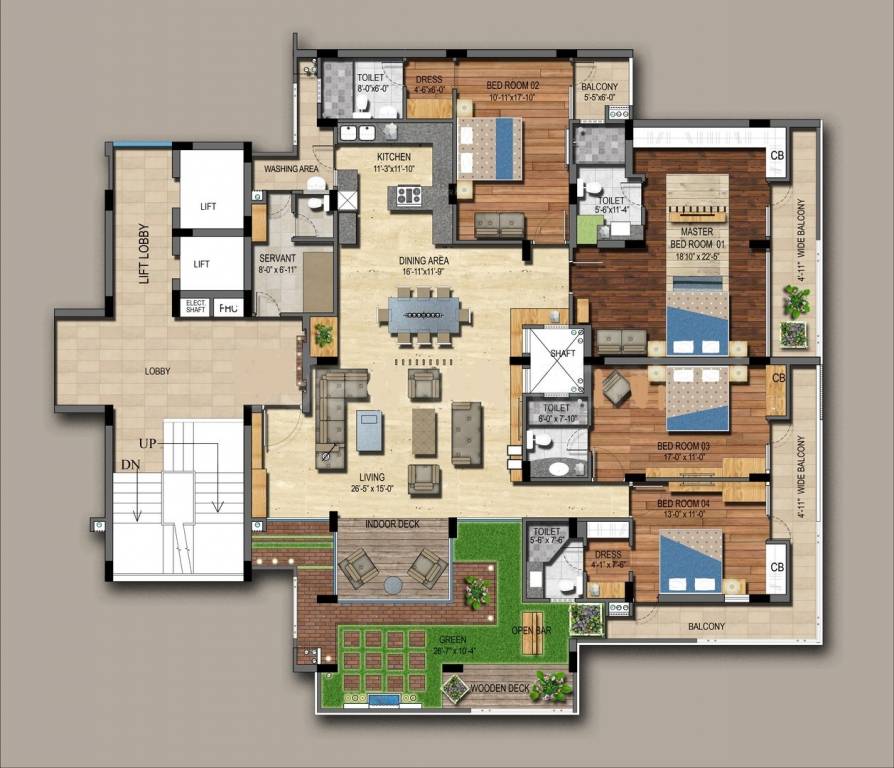 TOILET
8'-0"x6'-0"
DRESS
4'-6"x6'-0"
BED ROOM 02
10'-11"x17'-10"
BALCONY
5'-5"x6'-0"
KITCHEN
11'-3"x11'-10"
WASHING AREA
CB
LIFT
LIFT
LIFT LOBBY
SERVANT
8'-0" x 6'-11"
TOILET
5'-6"x11'-4"
MASTER
BED ROOM 01
18'10" x 22'-5"
4'-11" WIDE BALCONY
DINING AREA
16'-11"x11'-9"
ELECT.
SHAFT
FHC
SHAFT
LOBBY
CB
TOILET
6'-0" x 7'-10"
BED ROOM 03
17'-0" x 11'-0"
4'-11" WIDE BALCONY
UP
DN
LIVING
26'-5" x 15'-0"
BED ROOM 04
13'-0" x 11'-0"
INDOOR DECK
TOILET
5'-6" x 7'-6"
DRESS
4'-1" x 7'-6"
CB
BALCONY
OPEN BAR
GREEN
26'-7" x 10'-4"
WOODEN DECK